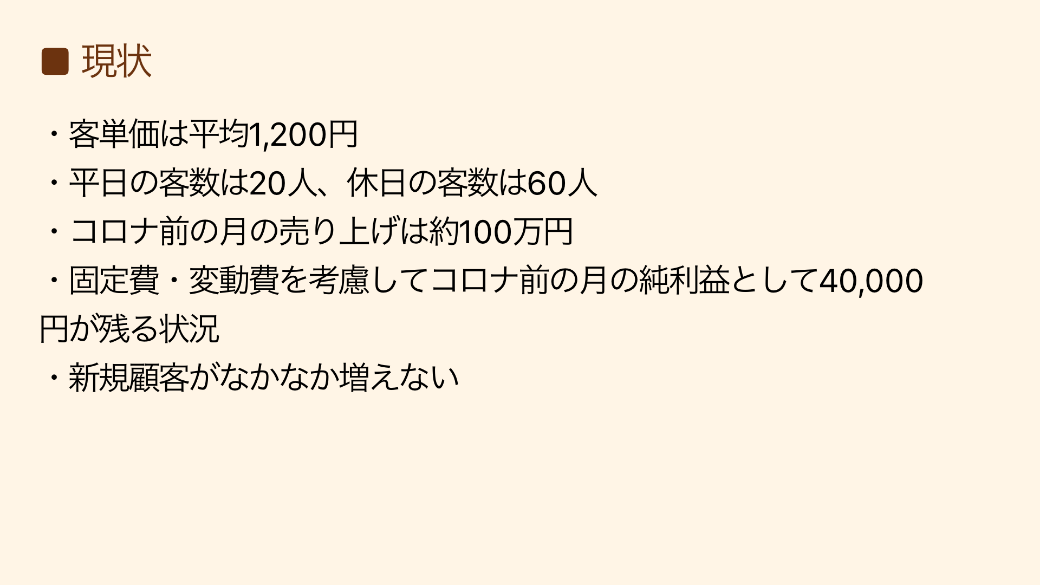 ■ 現状
・客単価は平均1,200円
・平日の客数は20人、休日の客数は60人
・コロナ前の月の売り上げは約100万円
・固定費・変動費を考慮してコロナ前の月の純利益として40,000
円が残る状況
・新規顧客がなかなか増えない